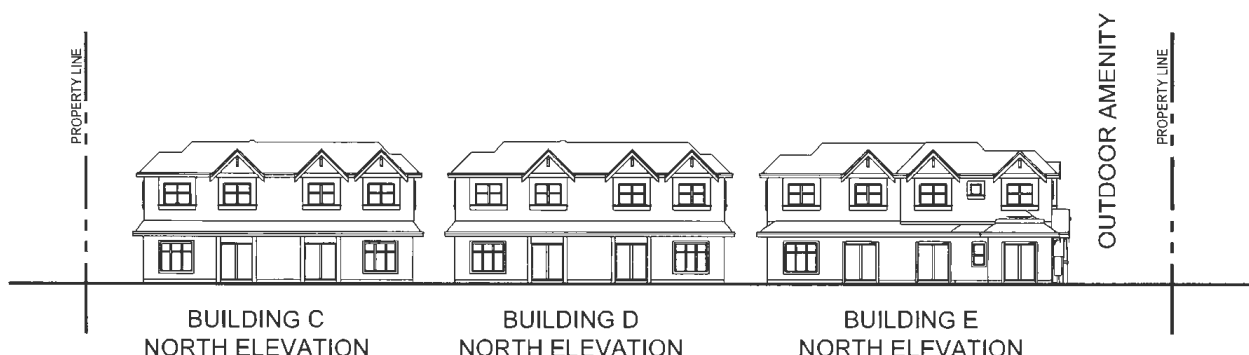 PROPERTY LINE
OUTDOOR AMENITY
PROPERTY LINE
BUILDING C
NORTH ELEVATION
BUILDING D
NORTH ELEVATION
BUILDING E
NORTH ELEVATION